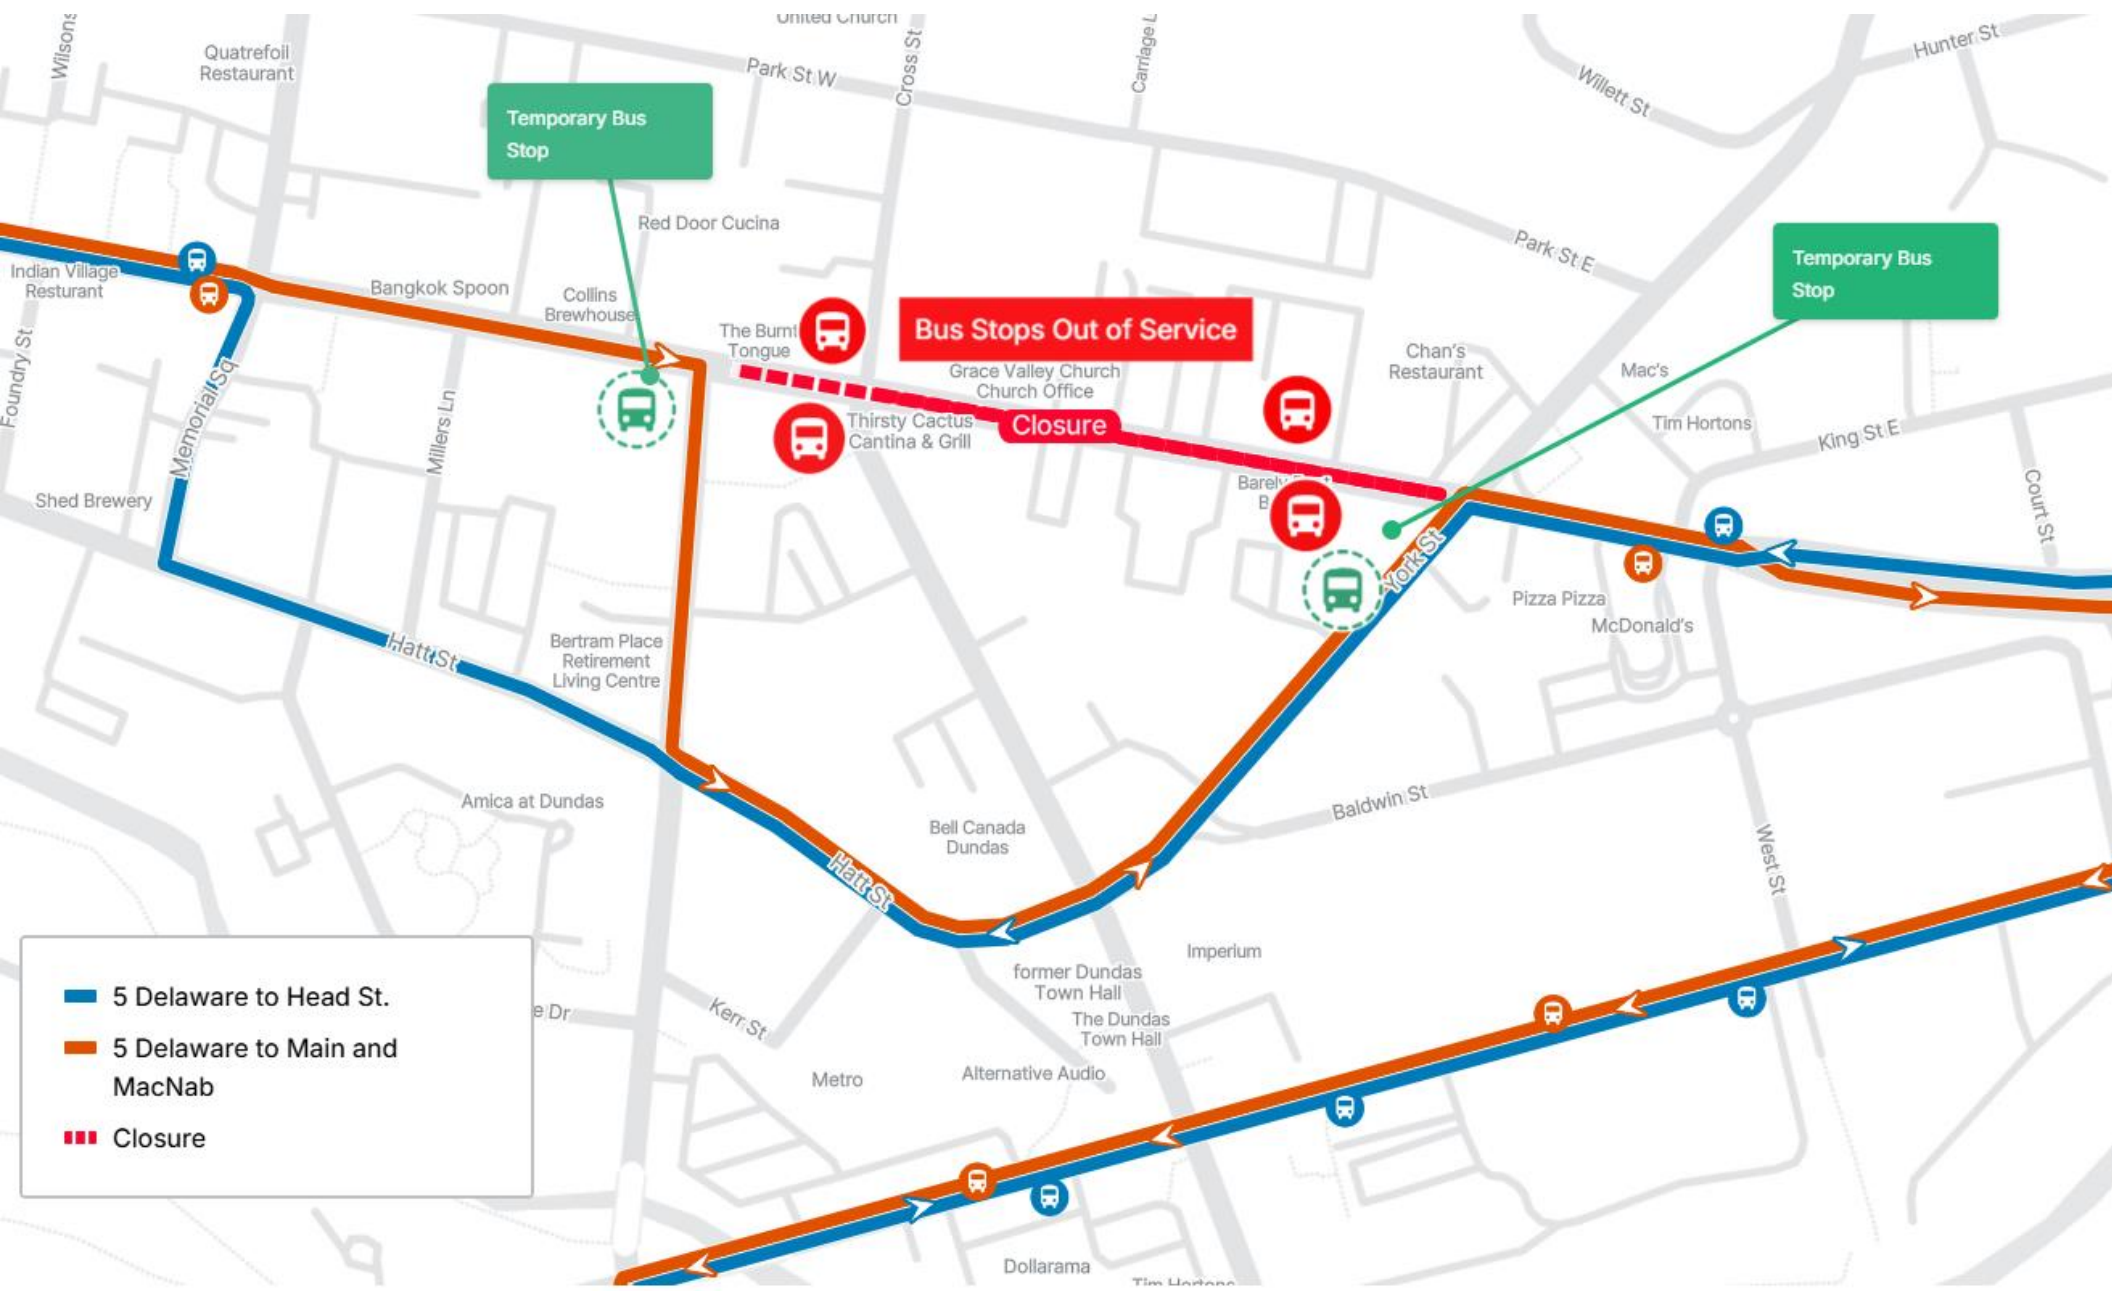 United Church
Wilsons
Quatrefoil
Restaurant
Park St W
Cross St
Carriage L
Willett St
Hunter St
Temporary Bus
Stop
Red Door Cucina
Park St E
Temporary Bus
Stop
Indian Village
Resturant
Bangkok Spoon
Collins
Brewhouse
The Burnt
Tongue
Bus Stops Out of Service
Grace Valley Church
Church Office
Chan's
Restaurant
Mac's
Foundry St
Memorial Sq
Millers Ln
Thirsty Cactus
Cantina & Grill
Closure
Tim Hortons
King St E
Court St
Shed Brewery
Barely
B
York St
Pizza Pizza
McDonald's
Hatt St
Bertram Place
Retirement
Living Centre
Amica at Dundas
Baldwin St
Bell Canada
Dundas
Hatt St
West St
Imperium
former Dundas
Town Hall
The Dundas
Town Hall
Kerr St
e Dr
Metro
Alternative Audio
5 Delaware to Head St.
5 Delaware to Main and
MacNab
Closure
Dollarama
Tim Hortons